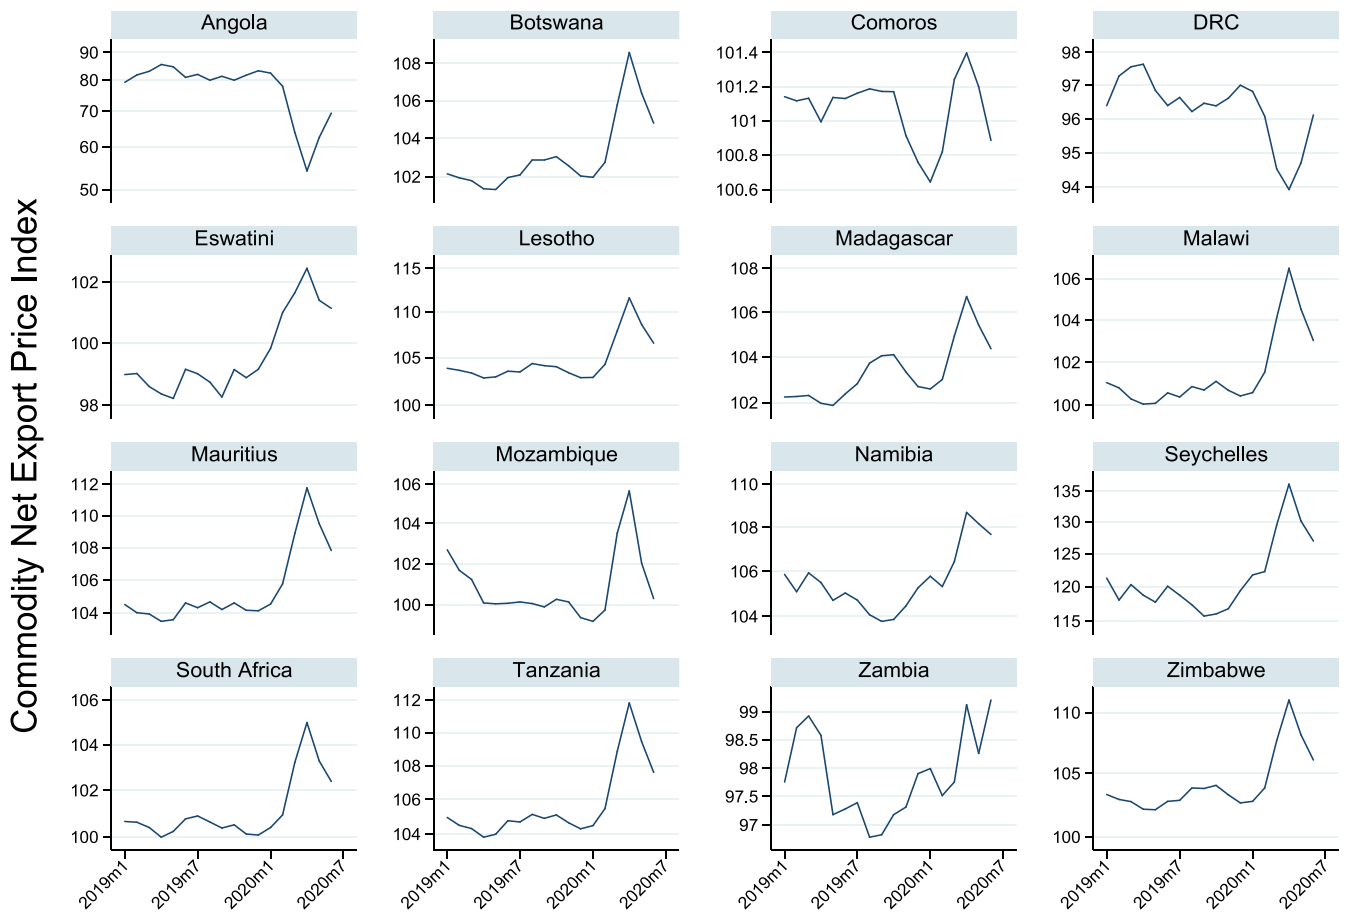 Commodity Net Export Price Index
Angola
90
80
70
60
50
Botswana
108
106
104
102
Comoros
101.4
101.2
101
100.8
100.6
DRC
98
97
96
95
94
Eswatini
102
100
98
Lesotho
115
110
105
100
Madagascar
108
106
104
102
Malawi
106
104
102
100
Mauritius
112
110
108
106
104
Mozambique
106
104
102
100
Namibia
110
108
106
104
Seychelles
135
130
125
120
115
South Africa
106
104
102
100
2019m1
2019m7
2020m1
2020m7
Tanzania
112
110
108
106
104
2019m1
2019m7
2020m1
2020m7
Zambia
99
98.5
98
97.5
97
2019m1
2019m7
2020m1
2020m7
Zimbabwe
110
105
100
2019m1
2019m7
2020m1
2020m7